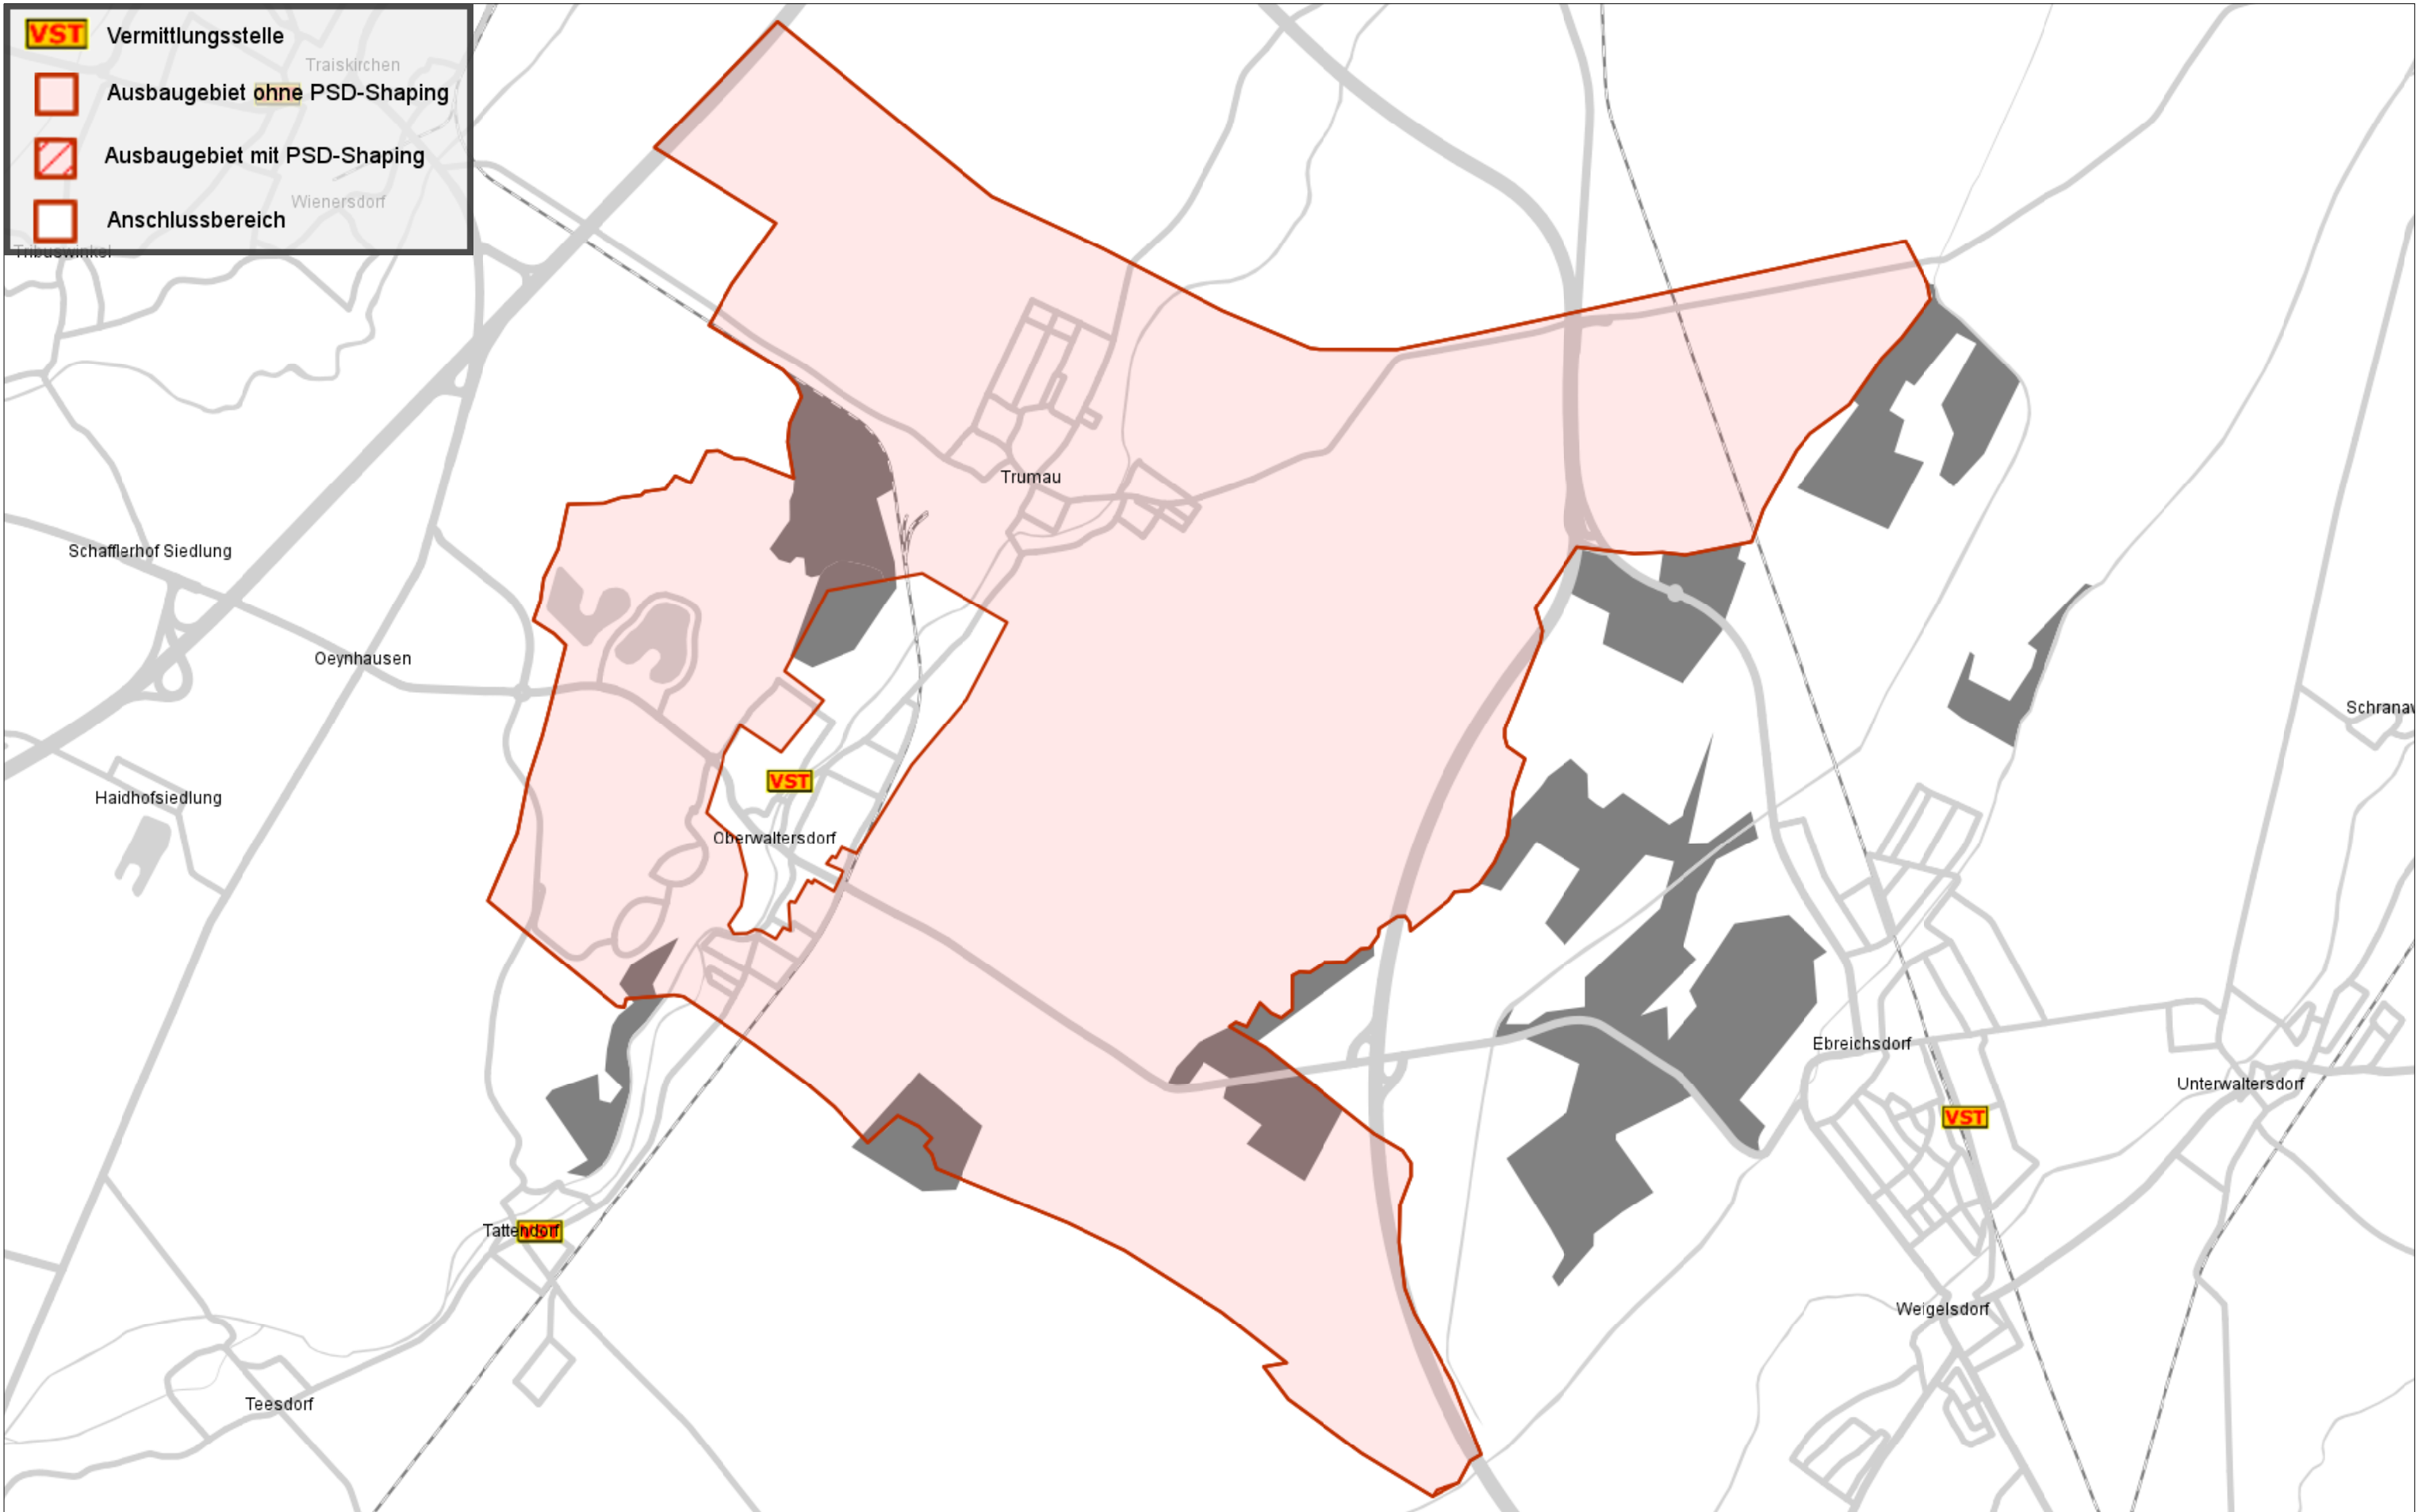 VST Vermittlungsstelle
Traiskirchen
Ausbaugebiet ohne PSD-Shaping
Ausbaugebiet mit PSD-Shaping
Wienersdorf
Anschlussbereich
Tribuswinkel
Trumau
Schafflerhof Siedlung
Oeynhausen
Schranaw
VST
Haidhofsiedlung
Oberwaltersdorf
Ebreichsdorf
Unterwaltersdorf
VST
Tattendorf
VST
Weigelsdorf
Teesdorf